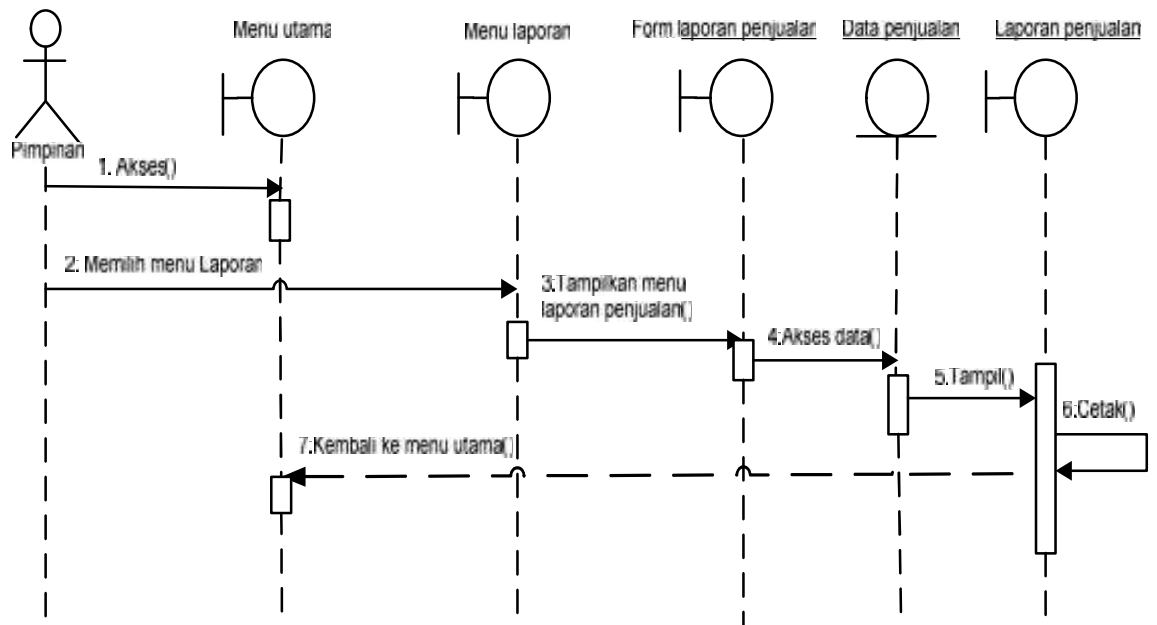 Menu utama
Menu laporan
Form laporan penjualan
Data penjualan
Laporan penjualan
Pimpinan
1. Akses()
2: Memilih menu Laporan
3:Tampilkan menu
laporan penjualan()
4:Akses data()
5.Tampil()
6:Cetak()
7:Kembali ke menu utama()